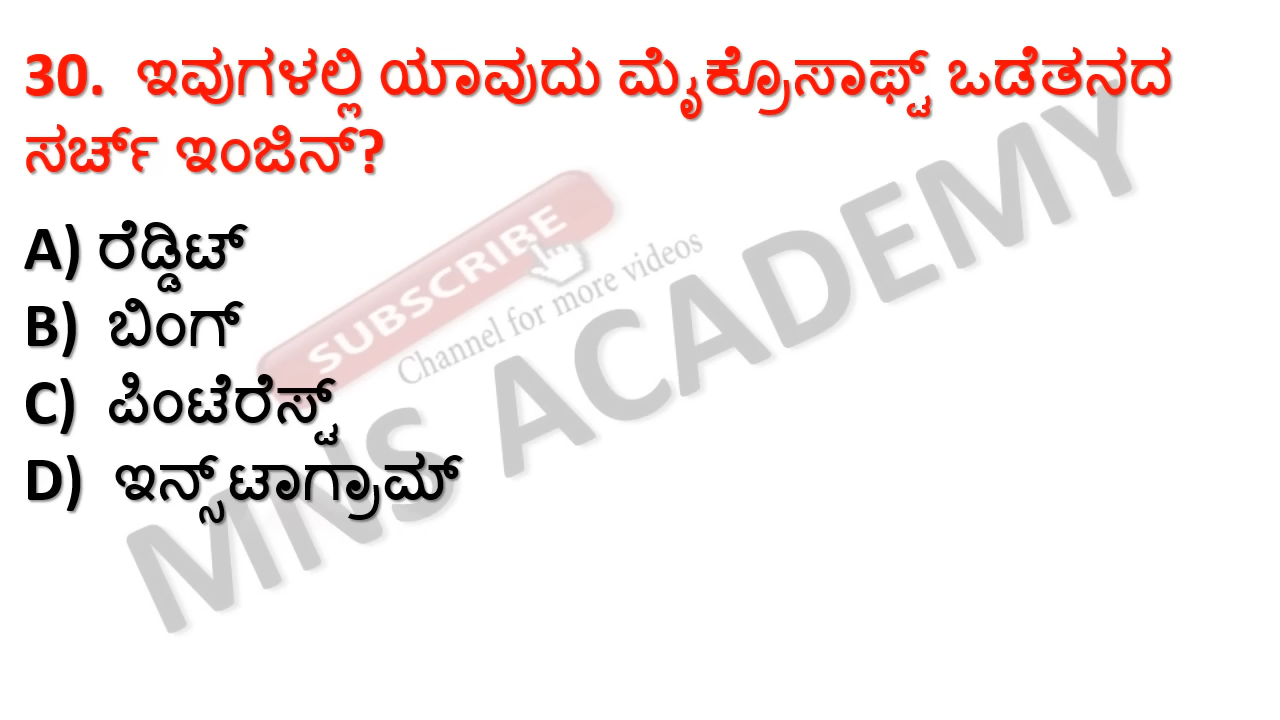 30. ಇವುಗಳಲ್ಲಿ ಯಾವುದು ಮೈಕ್ರೊಸಾಫ್ಟ್ ಒಡೆತನದ
ಸರ್ಚ್ ಇಂಜಿನ್?
A) ರೆಡ್ಡಿಟ್
B) ಬಿಂಗ್
C) ಪಿಂಟೆರೆಸ್ಟ್
D) ಇನ್ಸ್‌ಟಾಗ್ರಾಮ್
SUBSCRIBE
Channel for more videos
MNS ACADEMY